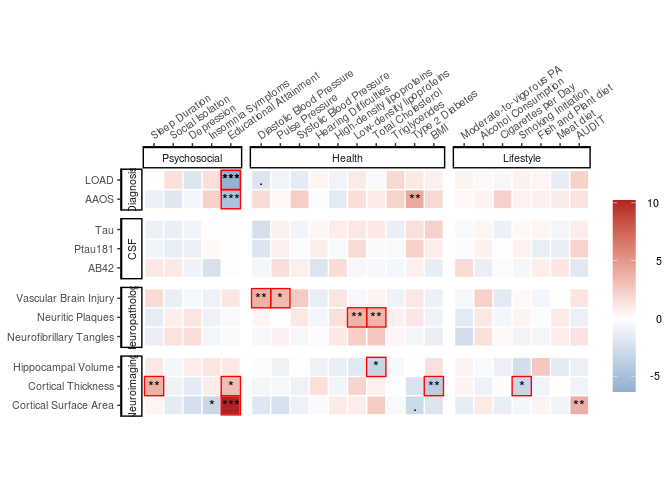 Sleep Duration
Social Isolation
Depression
Insomnia Symptoms
Educational Attainment
Diastolic Blood Pressure
Pulse Pressure
Systolic Blood Pressure
Hearing Difficulties
High-density lipoproteins
Low-density lipoproteins
Total Cholesterol
Triglycerides
Type 2 Diabetes
BMI
Moderate-to-vigorous PA
Alcohol Consumption
Cigarettes per Day
Smoking Initiation
Fish and Plant diet
Meat diet
AUDIT
Psychosocial
Health
Lifestyle
Diagnosis
LOAD
*** .
AAOS
*** **
CSF
Tau
Ptau181
AB42
europatholog
Vascular Brain Injury
** *
Neuritic Plaques
** **
Neurofibrillary Tangles
Neuroimaging
Hippocampal Volume
*
Cortical Thickness
** * ** *
Cortical Surface Area
* *** . **
10
5
0
-5